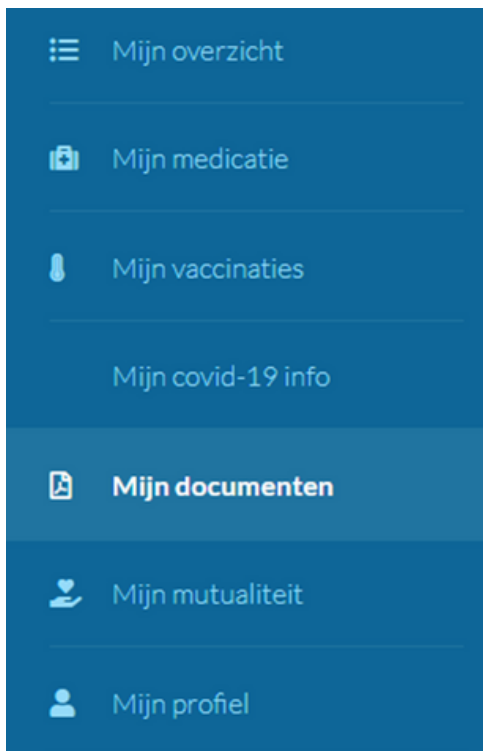 Mijn overzicht
Mijn medicatie
Mijn vaccinaties
Mijn covid-19 info
Mijn documenten
Mijn mutualiteit
Mijn profiel